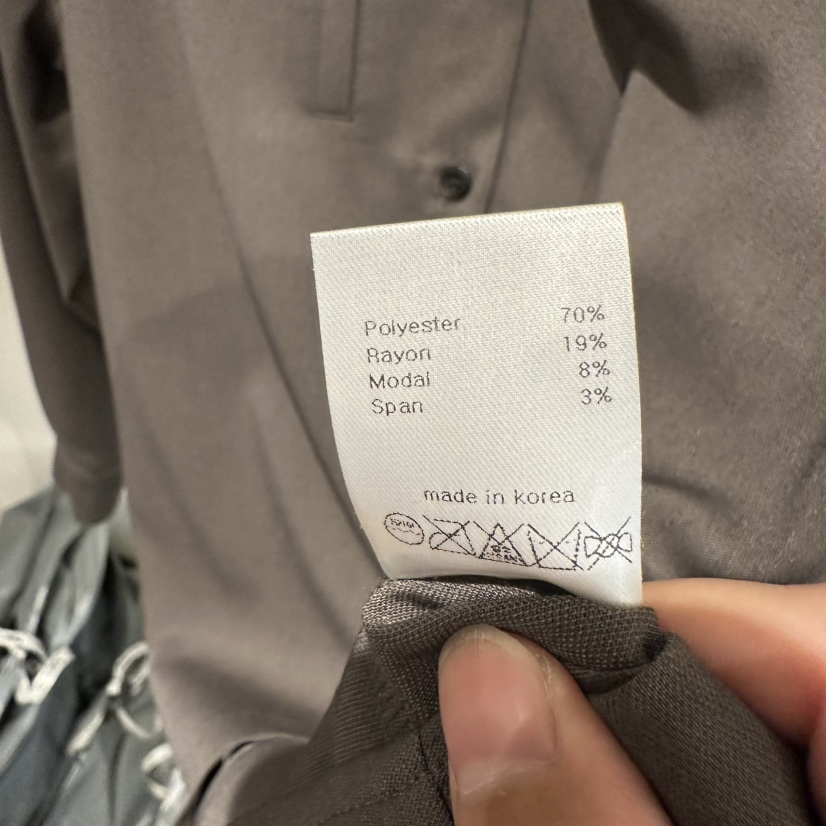 Polyester 70%
Rayon 19%
Modal 8%
Span 3%
made in korea